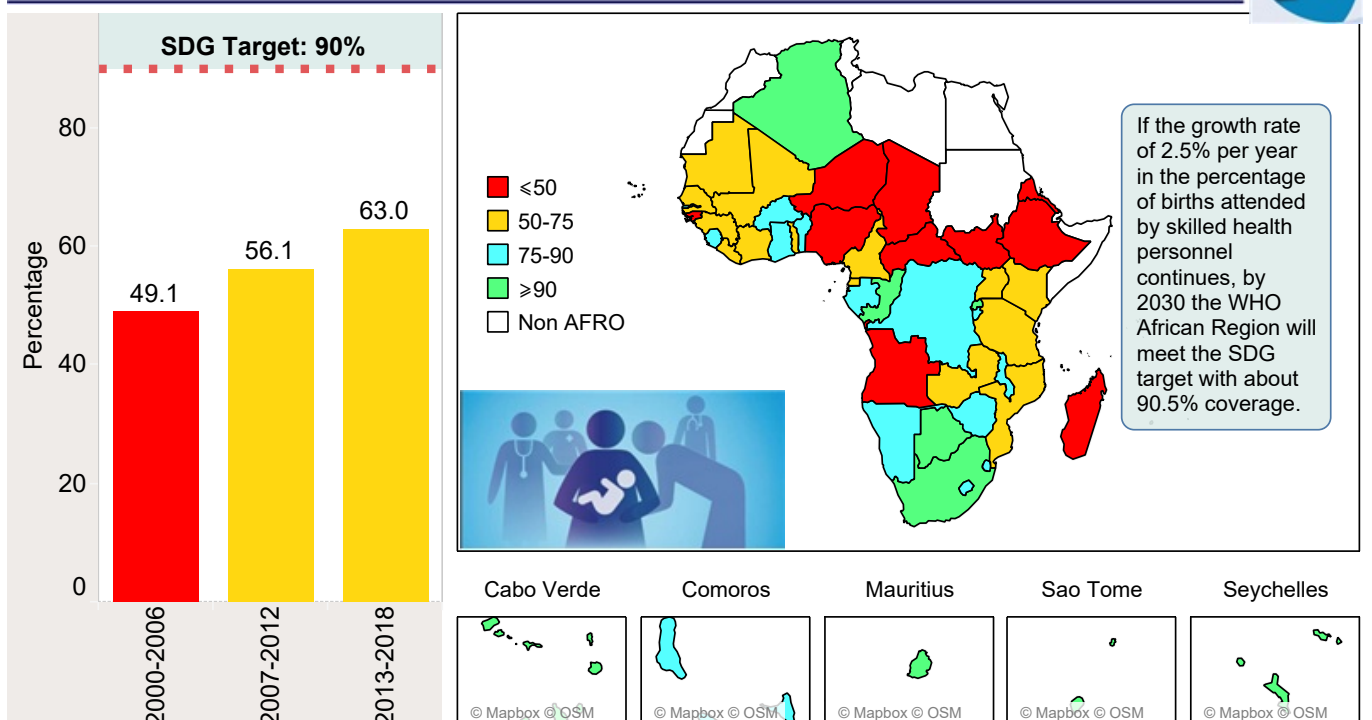 SDG Target: 90%
80
60
40
20
0
Percentage
49.1
56.1
63.0
2000-2006
2007-2012
2013-2018
⩽50
50-75
75-90
⩾90
Non AFRO
If the growth rate
of 2.5% per year
in the percentage
of births attended
by skilled health
personnel
continues, by
2030 the WHO
African Region will
meet the SDG
target with about
90.5% coverage.
Cabo Verde
Comoros
Mauritius
Sao Tome
Seychelles
© Mapbox © OSM
© Mapbox © OSM
© Mapbox © OSM
© Mapbox © OSM
© Mapbox © OSM